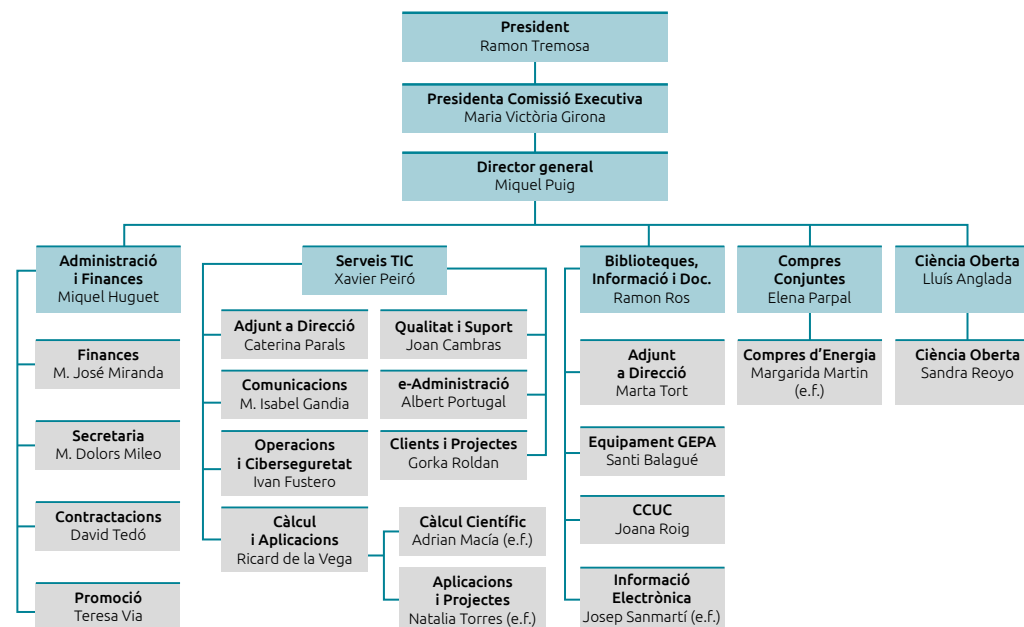 President
Ramon Tremosa
Presidenta Comissió Executiva
Maria Victòria Girona
Director general
Miquel Puig
Administració
i Finances
Miquel Huguet
Finances
M. José Miranda
Secretaria
M. Dolors Mileo
Contractacions
David Tedó
Promoció
Teresa Via
Serveis TIC
Xavier Peiró
Adjunt a Direcció
Caterina Parals
Comunicacions
M. Isabel Gandia
Operacions
i Ciberseguretat
Ivan Fustero
Càlcul
i Aplicacions
Ricard de la Vega
Qualitat i Suport
Joan Cambras
e-Administració
Albert Portugal
Clients i Projectes
Gorka Roldan
Càlcul Científic
Adrian Macía (e.f.)
Aplicacions
i Projectes
Natalia Torres (e.f.)
Biblioteques,
Informació i Doc.
Ramon Ros
Adjunt
a Direcció
Marta Tort
Equipament GEPA
Santi Balagué
CCUC
Joana Roig
Informació
Electrònica
Josep Sanmartí (e.f.)
Compres
Conjuntes
Elena Parpal
Compres d’Energia
Margarida Martin
(e.f.)
Ciència Oberta
Lluís Anglada
Ciència Oberta
Sandra Reoyo